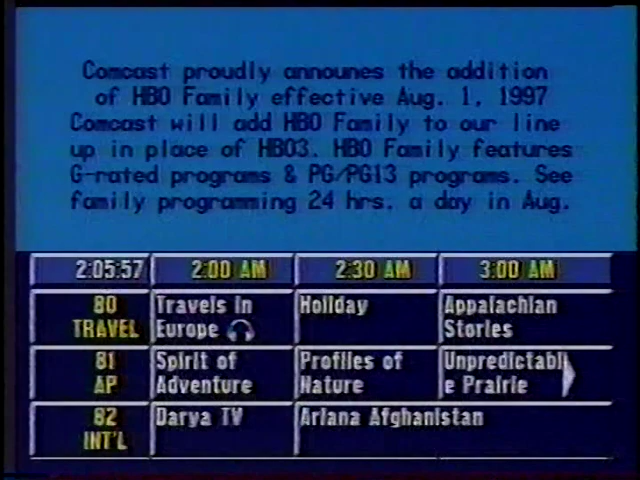 Comcast proudly announes the addition
of HBO Family effective Aug. 1, 1997
Comcast will add HBO Family to our line
up in place of HBO3. HBO Family features
G-rated programs & PG/PG13 programs. See
family programming 24 hrs. a day in Aug.
2:05:57 2:00 AM 2:30 AM 3:00 AM
80 TRAVEL Travels in Europe Holiday Appalachian Stories
81 AP Spirit of Adventure Profiles of Nature Unpredictabl e Prairie
82 INT'L Darya TV Ariana Afghanistan